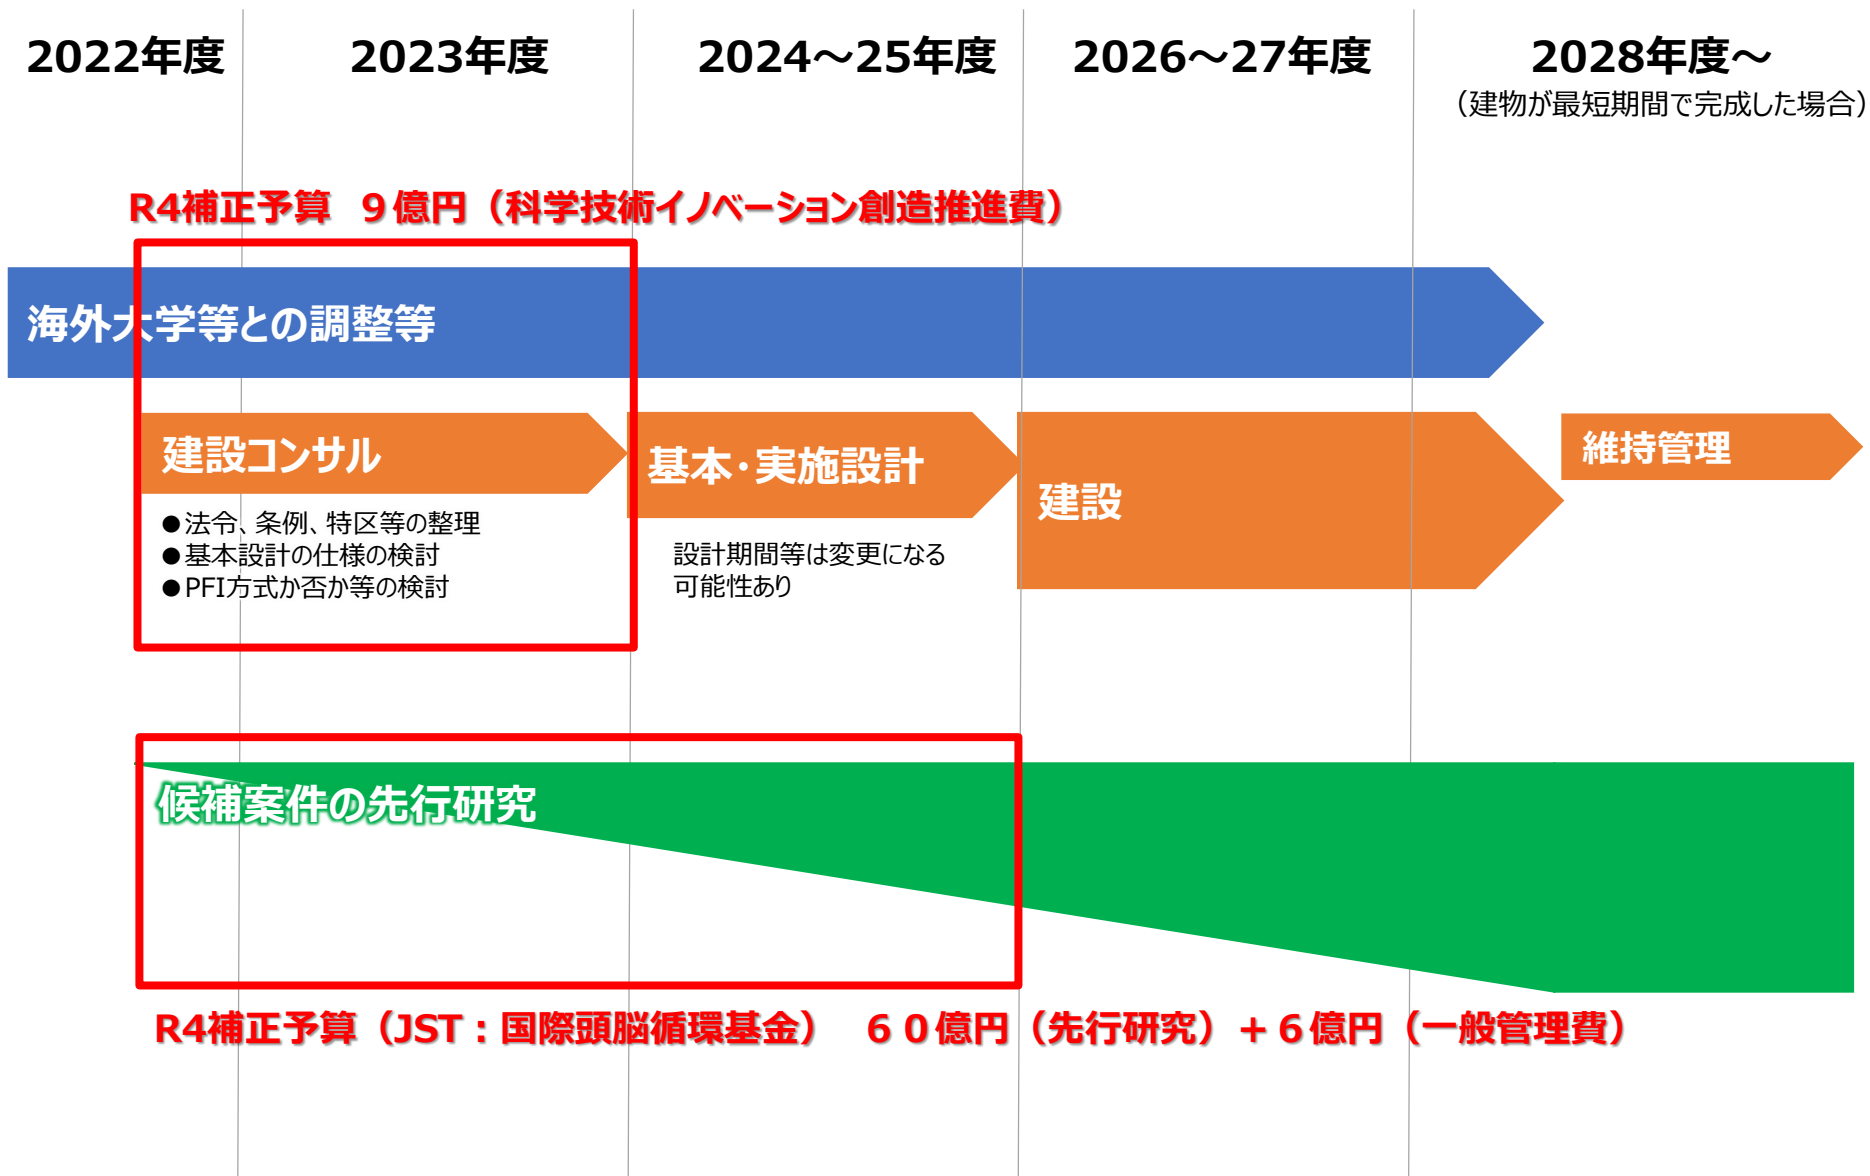 2022年度
2023年度
2024～25年度
2026～27年度
2028年度～
（建物が最短期間で完成した場合）
R4補正予算　９億円（科学技術イノベーション創造推進費）
海外大学等との調整等
建設コンサル
基本・実施設計
建設
維持管理
●法令、条例、特区等の整理
●基本設計の仕様の検討
●PFI方式か否か等の検討
設計期間等は変更になる
可能性あり
候補案件の先行研究
R4補正予算（JST：国際頭脳循環基金）　６０億円（先行研究）＋６億円（一般管理費）